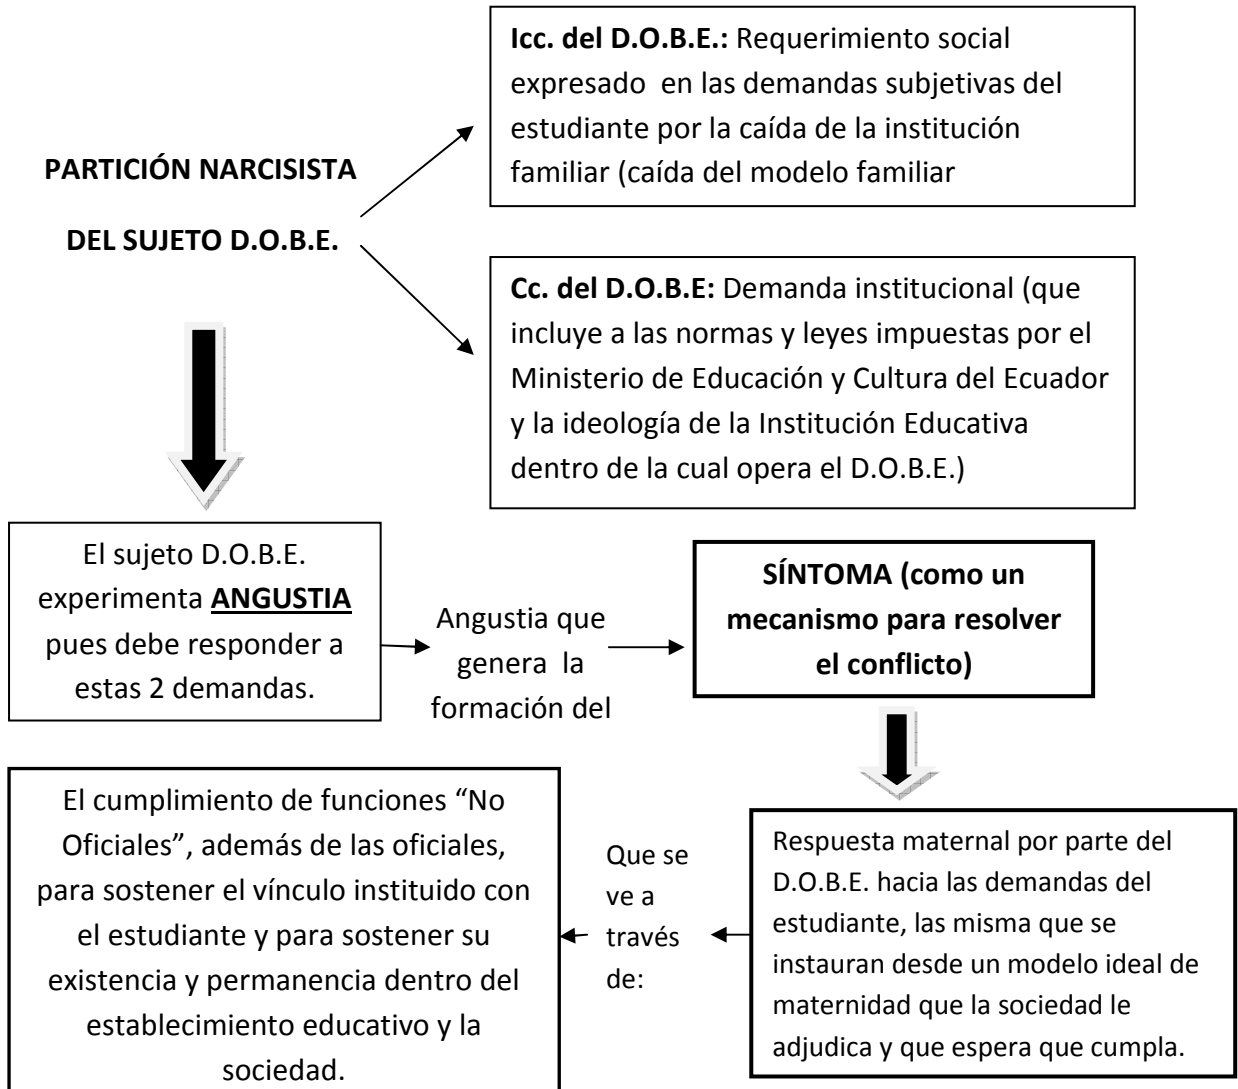 Icc. del D.O.B.E.: Requerimiento social
expresado en las demandas subjetivas del
estudiante por la caída de la institución
familiar (caída del modelo familiar
PARTICIÓN NARCISISTA
DEL SUJETO D.O.B.E.
Cc. del D.O.B.E: Demanda institucional (que
incluye a las normas y leyes impuestas por el
Ministerio de Educación y Cultura del Ecuador
y la ideología de la Institución Educativa
dentro de la cual opera el D.O.B.E.)
El sujeto D.O.B.E.
experimenta ANGUSTIA
pues debe responder a
estas 2 demandas.
Angustia que
genera la
formación del
SÍNTOMA (como un
mecanismo para resolver
el conflicto)
Respuesta maternal por parte del
D.O.B.E. hacia las demandas del
estudiante, las misma que se
instauran desde un modelo ideal de
maternidad que la sociedad le
adjudica y que espera que cumpla.
Que se
ve a
través
de:
El cumplimiento de funciones “No
Oficiales”, además de las oficiales,
para sostener el vínculo instituido con
el estudiante y para sostener su
existencia y permanencia dentro del
establecimiento educativo y la
sociedad.